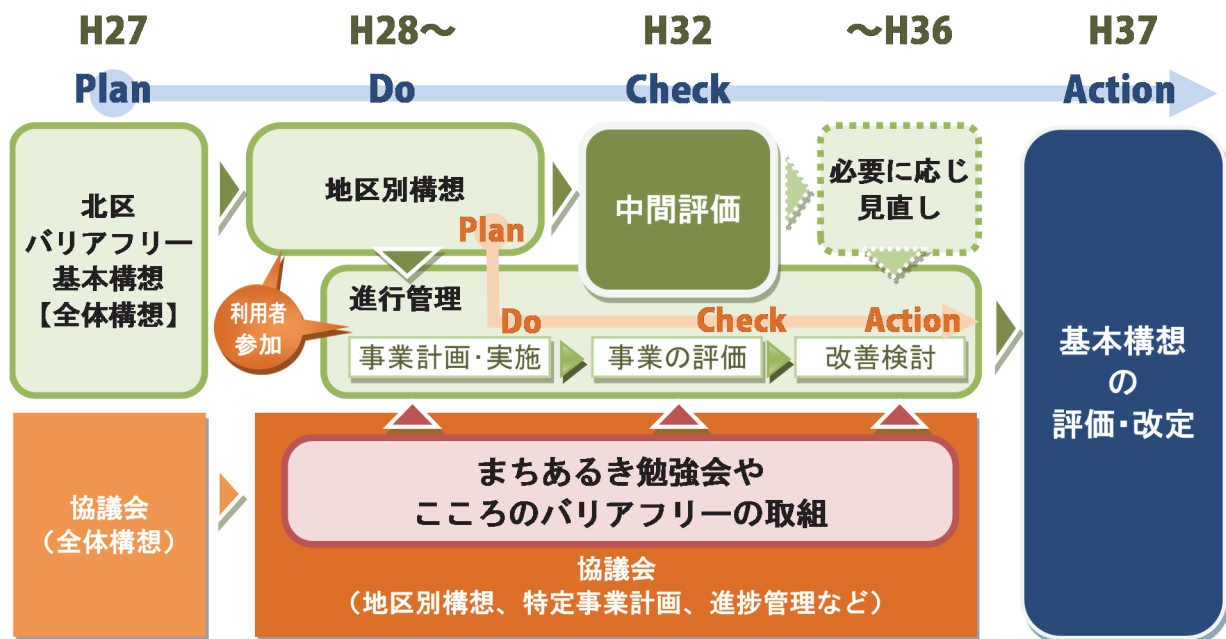 H27
H28～
H32
～H36
H37
Plan
Do
Check
Action
北区
バリアフリー
基本構想
【全体構想】
地区別構想
Plan
中間評価
必要に応じ
見直し
利用者
参加
進行管理
Do
Check
Action
事業計画・実施
事業の評価
改善検討
基本構想
の
評価・改定
協議会
（全体構想）
まちあるき勉強会や
こころのバリアフリーの取組
協議会
（地区別構想、特定事業計画、進捗管理など）